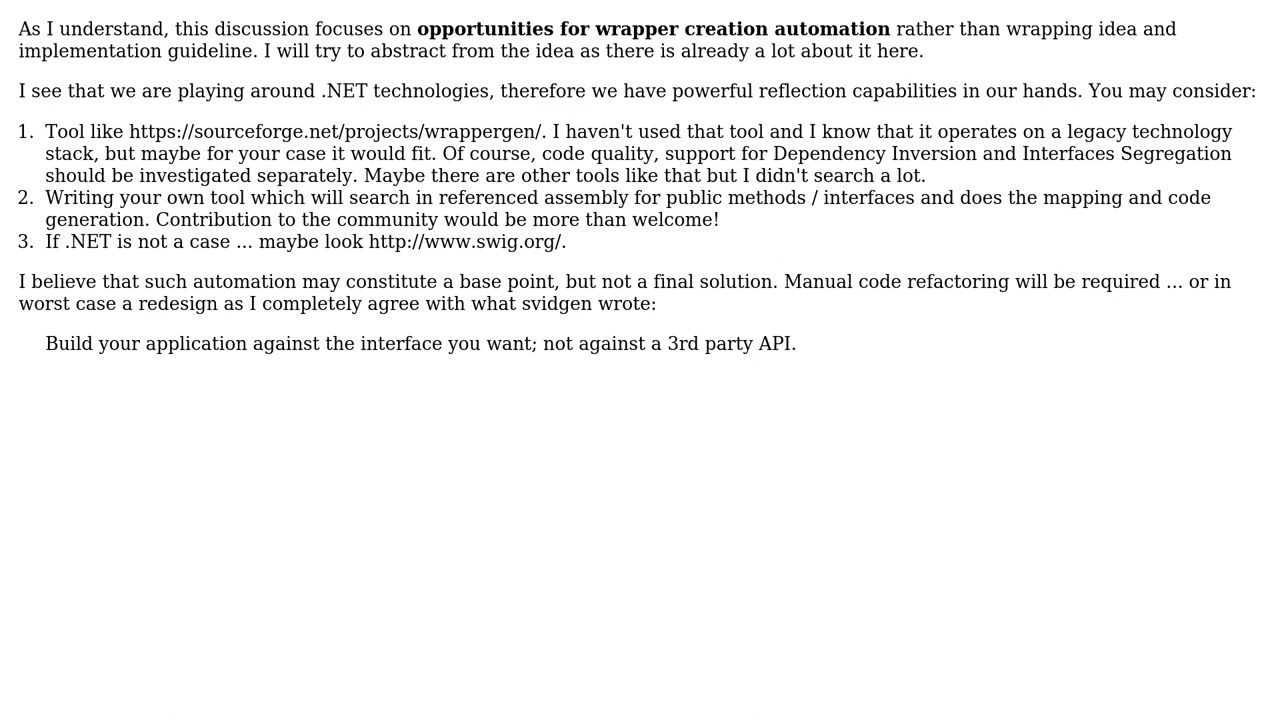 As I understand, this discussion focuses on opportunities for wrapper creation automation rather than wrapping idea and
implementation guideline. I will try to abstract from the idea as there is already a lot about it here.
I see that we are playing around .NET technologies, therefore we have powerful reflection capabilities in our hands. You may consider:
1. Tool like https://sourceforge.net/projects/wrappergen/. I haven't used that tool and I know that it operates on a legacy technology
stack, but maybe for your case it would fit. Of course, code quality, support for Dependency Inversion and Interfaces Segregation
should be investigated separately. Maybe there are other tools like that but I didn't search a lot.
2. Writing your own tool which will search in referenced assembly for public methods / interfaces and does the mapping and code
generation. Contribution to the community would be more than welcome!
3. If .NET is not a case ... maybe look http://www.swig.org/.
I believe that such automation may constitute a base point, but not a final solution. Manual code refactoring will be required ... or in
worst case a redesign as I completely agree with what svidgen wrote:
Build your application against the interface you want; not against a 3rd party API.